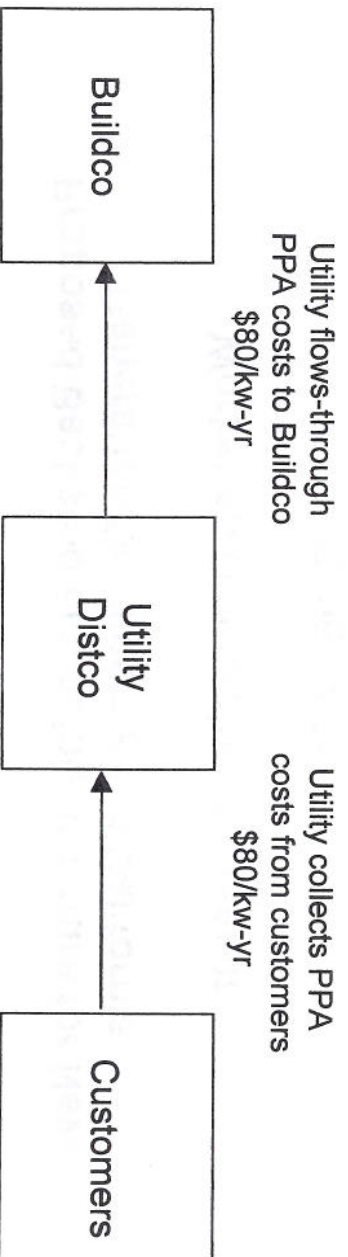 Utility flows-through
PPA costs to Buildco
$80/kw-yr
Utility collects PPA
costs from customers
$80/kw-yr
Buildco
Utility
Distco
Customers